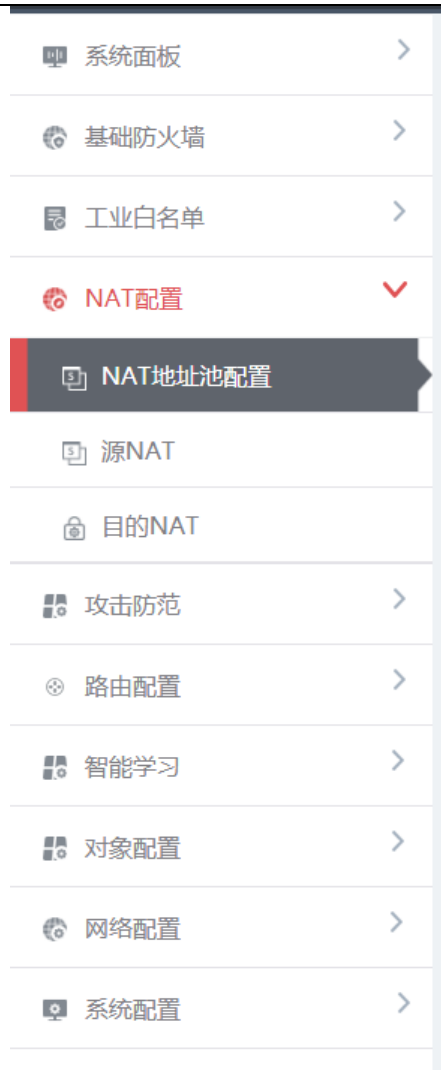 系统面板
基础防火墙
工业白名单
NAT配置
NAT地址池配置
源NAT
目的NAT
攻击防范
路由配置
智能学习
对象配置
网络配置
系统配置